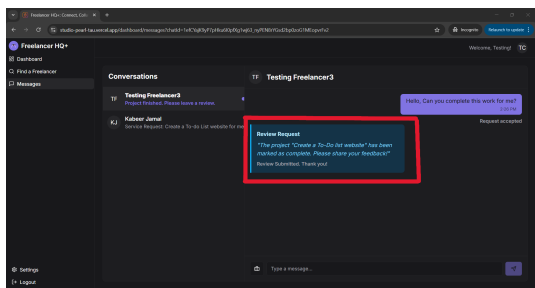 Freelancer HQ+: Connect, Coll
Incognito
Relaunch to update
Freelancer HQ+
Welcome, Testing!
TC
Dashboard
Find a Freelancer
Messages
Conversations
TF
Testing Freelancer3
Project finished. Please leave a review.
KJ
Kabeer Jamal
Service Request: Create a To-do List website for me
TF
Testing Freelancer3
Hello, Can you complete this work for me?
Request accepted
Review Request
"The project "Create a To-Do list website" has been
marked as complete. Please share your feedback!"
Review Submitted. Thank you!
Type a message...
Settings
Logout